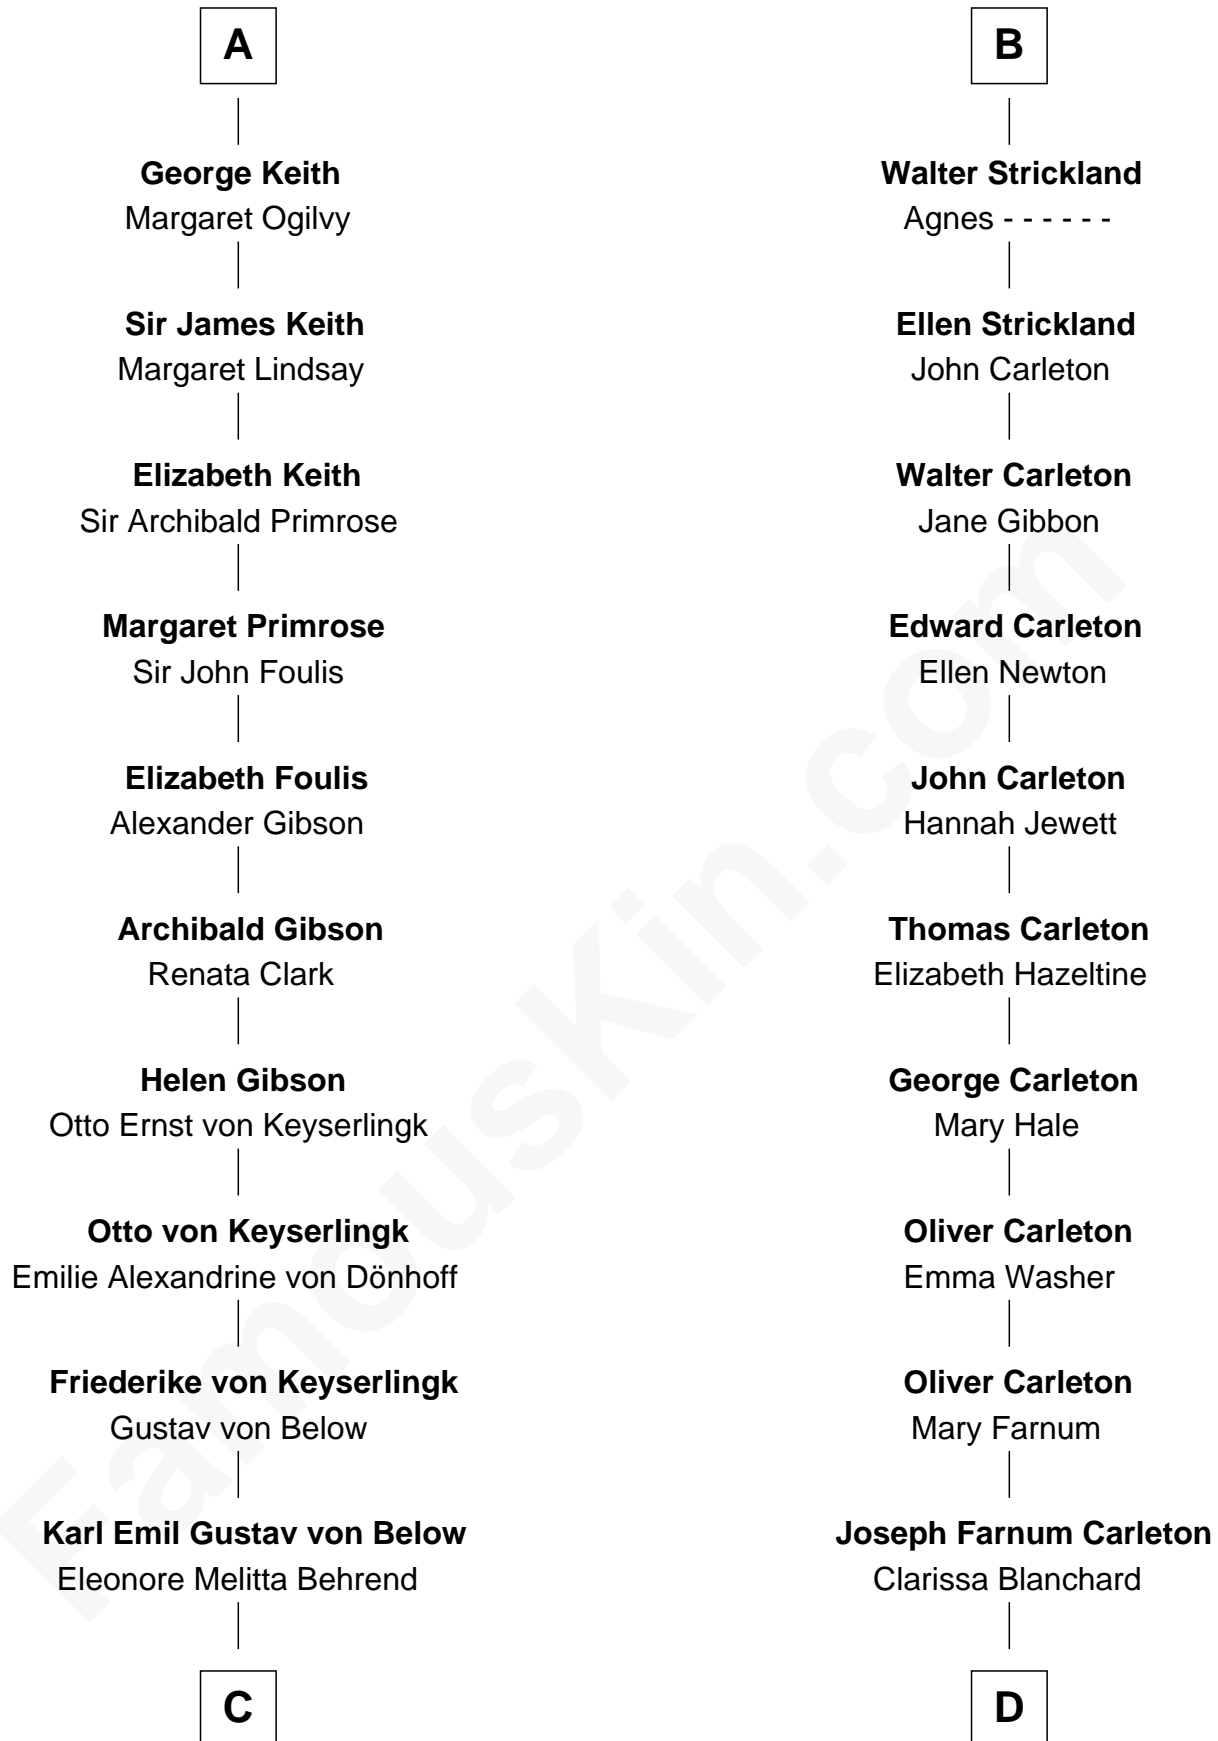 A
George Keith
Margaret Ogilvy
Sir James Keith
Margaret Lindsay
Elizabeth Keith
Sir Archibald Primrose
Margaret Primrose
Sir John Foulis
Elizabeth Foulis
Alexander Gibson
Archibald Gibson
Renata Clark
Helen Gibson
Otto Ernst von Keyserlingk
Otto von Keyserlingk
Emilie Alexandrine von Dönhoff
Friederike von Keyserlingk
Gustav von Below
Karl Emil Gustav von Below
Eleonore Melitta Behrend
C
B
Walter Strickland
Agnes - - - - - -
Ellen Strickland
John Carleton
Walter Carleton
Jane Gibbon
Edward Carleton
Ellen Newton
John Carleton
Hannah Jewett
Thomas Carleton
Elizabeth Hazeltine
George Carleton
Mary Hale
Oliver Carleton
Emma Washer
Oliver Carleton
Mary Farnum
Joseph Farnum Carleton
Clarissa Blanchard
D
FamousKin.com